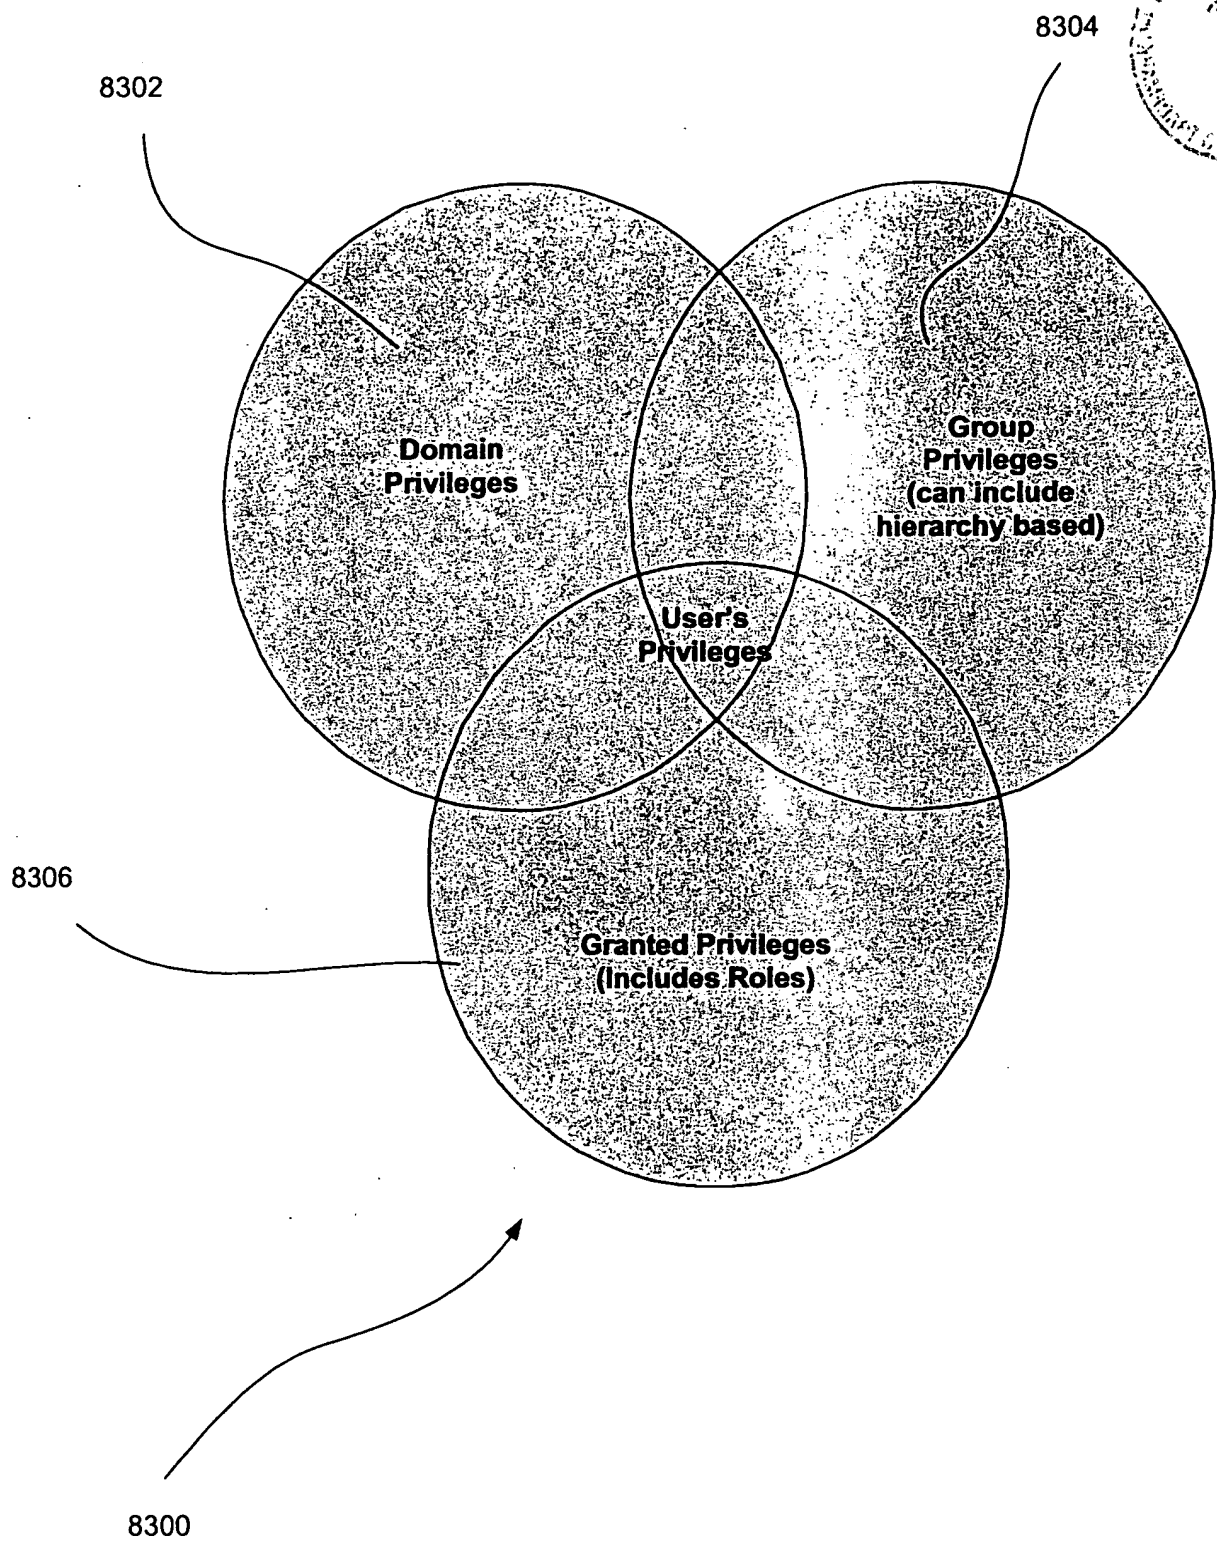 8304
8302
Domain
Privileges
Group
Privileges
(can include
hierarchy based)
User's
Privileges
8306
Granted Privileges
(Includes Roles)
8300